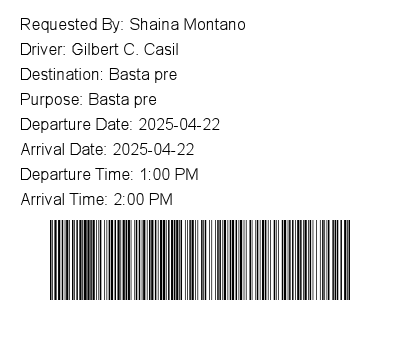 Requested By: Shaina Montano
Driver: Gilbert C. Casil
Destination: Basta pre
Purpose: Basta pre
Departure Date: 2025-04-22
Arrival Date: 2025-04-22
Departure Time: 1:00 PM
Arrival Time: 2:00 PM